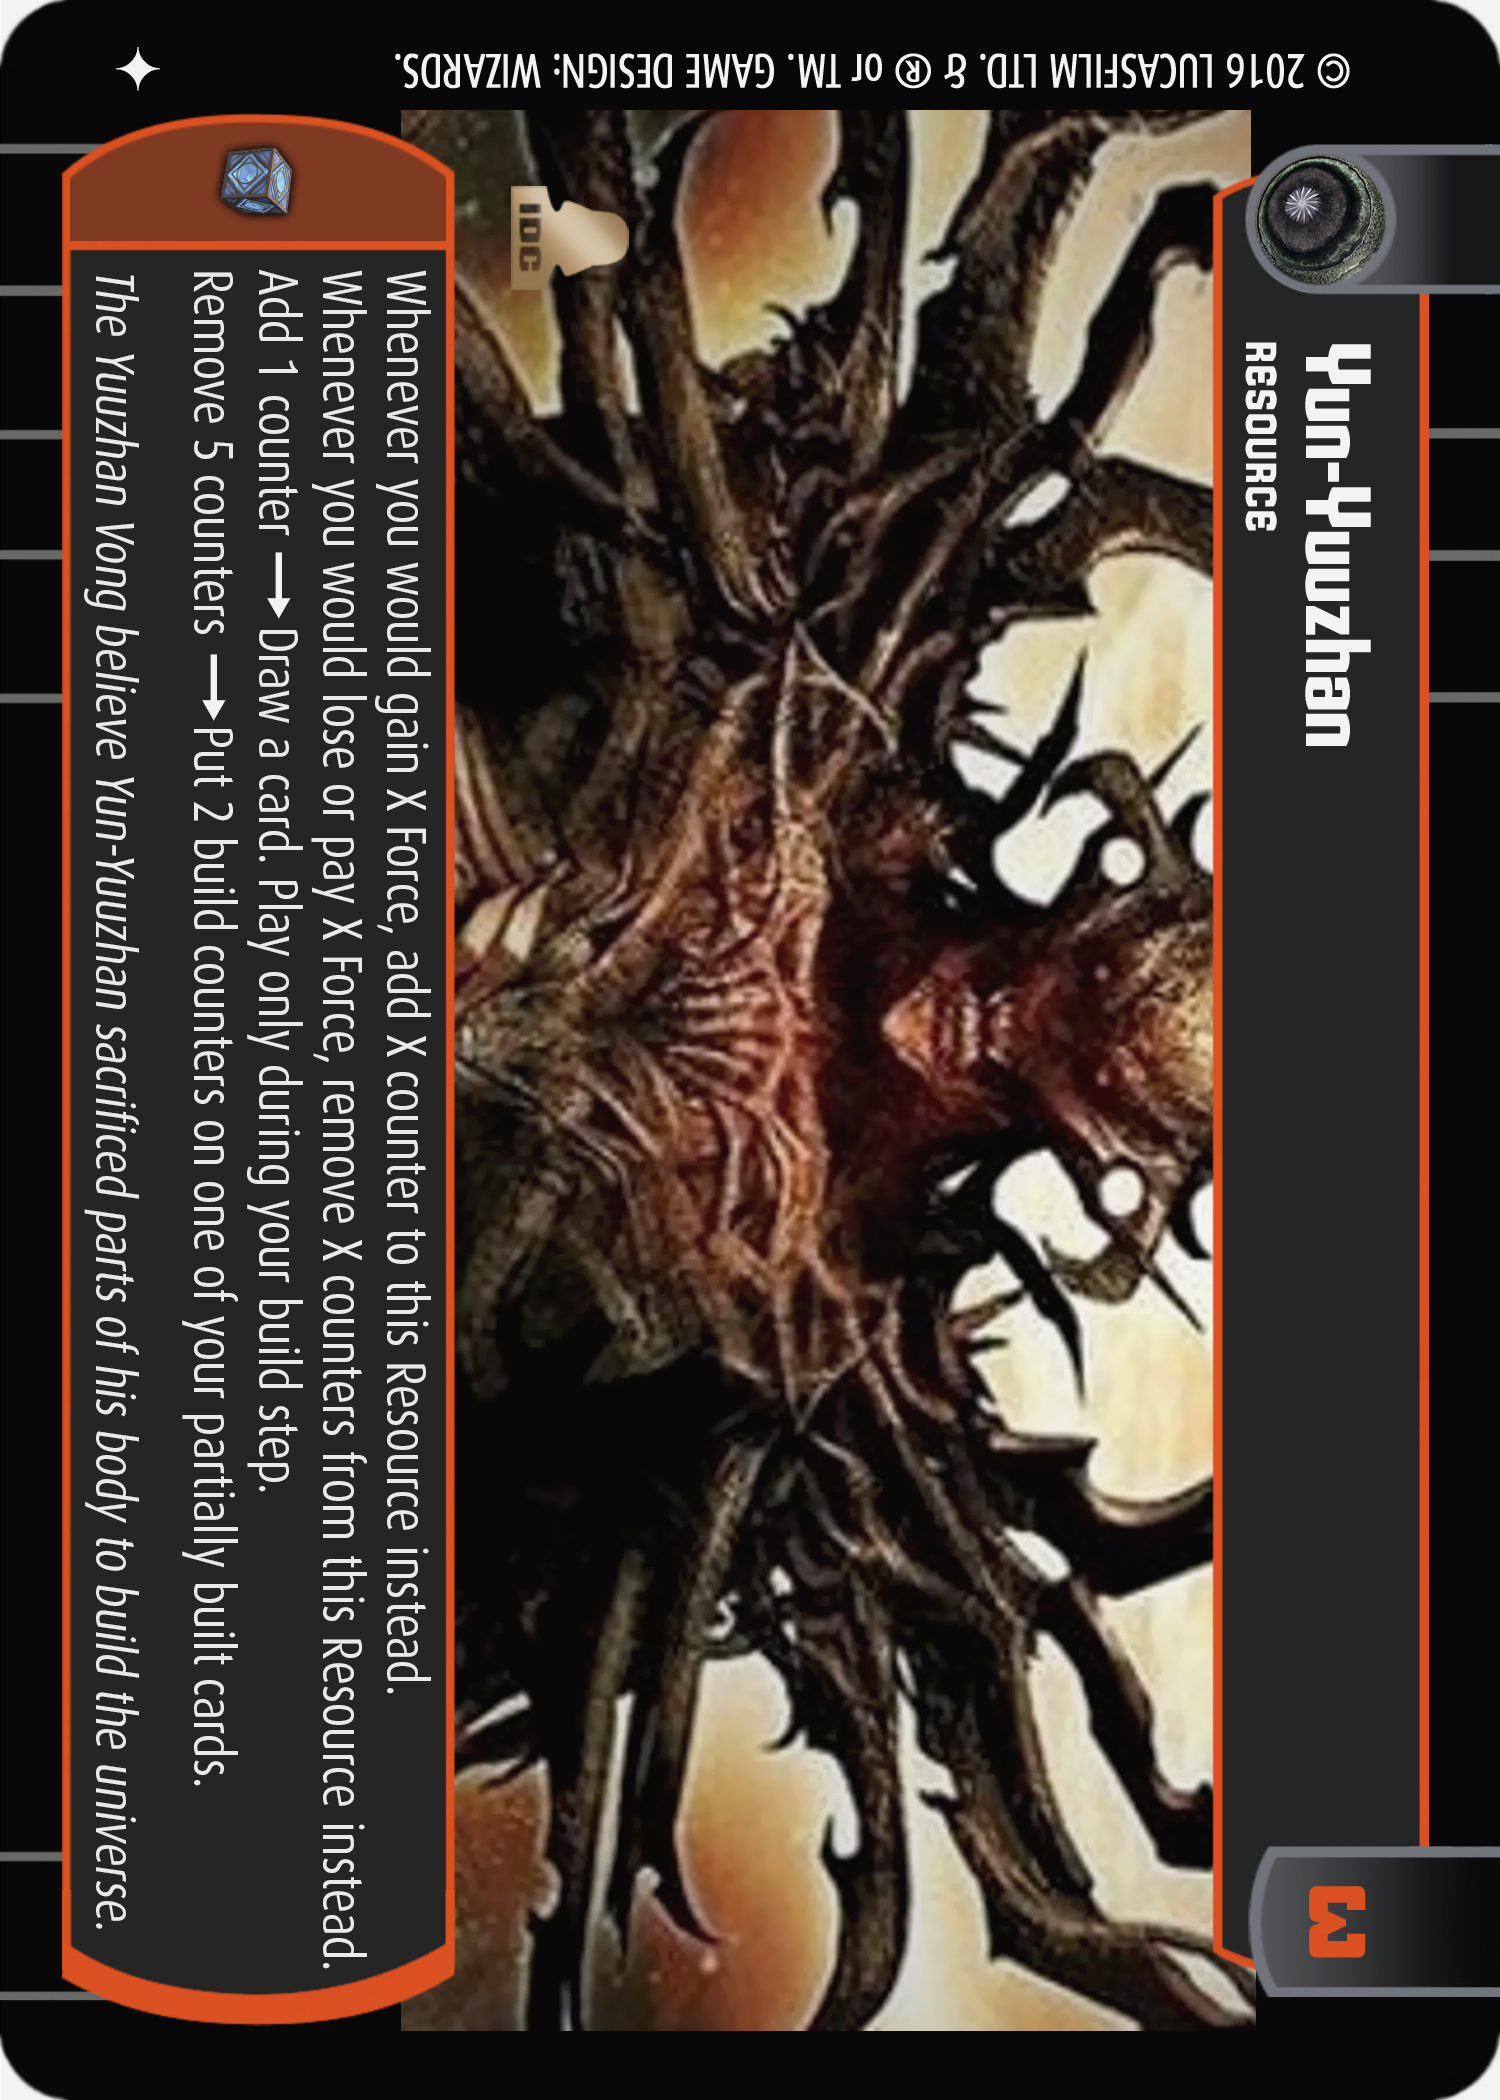 Yun-Yuuzhan
RESOURCE
3
IDC
Whenever you would gain X Force, add X counter to this Resource instead.
Whenever you would lose or pay X Force, remove X counters from this Resource instead.
Add 1 counter → Draw a card. Play only during your build step.
Remove 5 counters → Put 2 build counters on one of your partially built cards.
The Yuuzhan Vong believe Yun-Yuuzhan sacrificed parts of his body to build the universe.
© 2016 LUCASFILM LTD. & ® or TM. GAME DESIGN: WIZARDS.